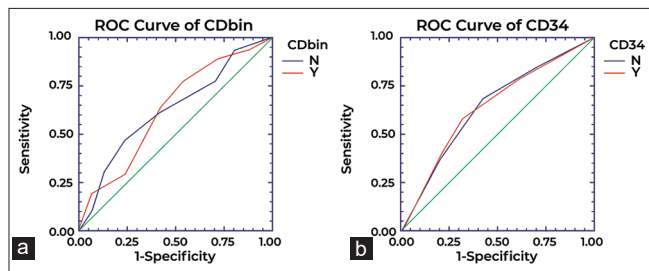 ROC Curve of CDbin
CDbin
N
Y
1.00
0.75
0.50
0.25
0.00
Sensitivity
0.00 0.25 0.50 0.75 1.00
1-Specificity
a
ROC Curve of CD34
CD34
N
Y
1.00
0.75
0.50
0.25
0.00
Sensitivity
0.00 0.25 0.50 0.75 1.00
1-Specificity
b